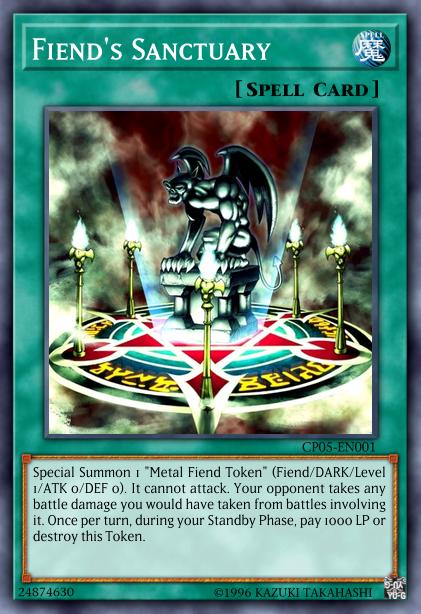 FIEND'S SANCTUARY
SPELL
魔
[ SPELL CARD ]
CP05-EN001
Special Summon 1 "Metal Fiend Token" (Fiend/DARK/Level
1/ATK 0/DEF 0). It cannot attack. Your opponent takes any
battle damage you would have taken from battles involving
it. Once per turn, during your Standby Phase, pay 1000 LP or
destroy this Token.
24874630
©1996 KAZUKI TAKAHASHI